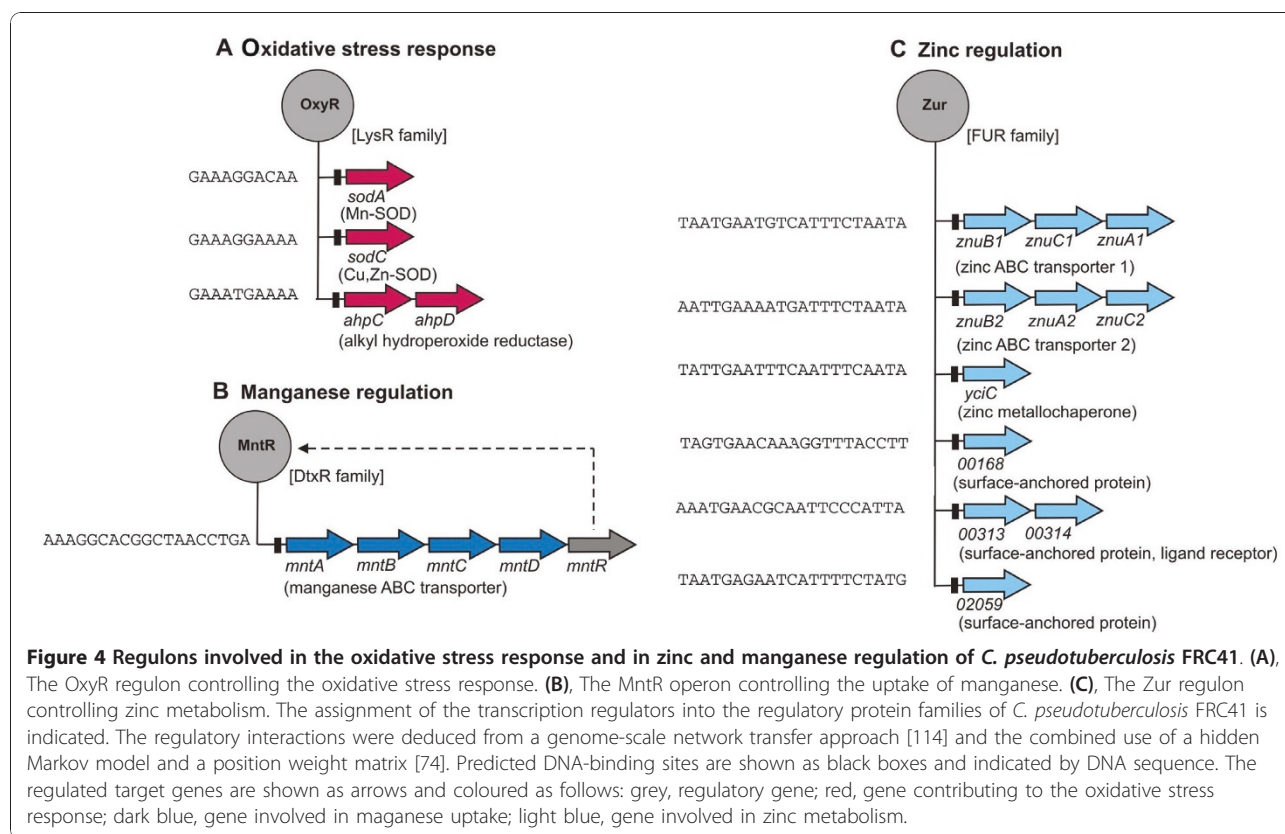 A Oxidative stress response
OxyR
[LysR family]
GAAAGGACAA
sodA
(Mn-SOD)
GAAAGGAAAA
sodC
(Cu,Zn-SOD)
GAAATGAAAA
ahpC ahpD
(alkyl hydroperoxide reductase)
B Manganese regulation
MntR
[DtxR family]
AAAGGCACGGCTAACCTGA
mntA mntB mntC mntD mntR
(manganese ABC transporter)
C Zinc regulation
Zur
[FUR family]
TAATGAATGTCATTTCTAATA
znuB1 znuC1 znuA1
(zinc ABC transporter 1)
AATTGAAAATGATTTCTAATA
znuB2 znuA2 znuC2
(zinc ABC transporter 2)
TATTGAATTTCAATTTCAATA
yciC
(zinc metallochaperone)
TAGTGAACAAAGGTTTACCTT
00168
(surface-anchored protein)
AAATGAACGCAATTCCCATTA
00313 00314
(surface-anchored protein, ligand receptor)
TAATGAGAATCATTTTCTATG
02059
(surface-anchored protein)
Figure 4 Regulons involved in the oxidative stress response and in zinc and manganese regulation of C. pseudotuberculosis FRC41. (A),
The OxyR regulon controlling the oxidative stress response. (B), The MntR operon controlling the uptake of manganese. (C), The Zur regulon
controlling zinc metabolism. The assignment of the transcription regulators into the regulatory protein families of C. pseudotuberculosis FRC41 is
indicated. The regulatory interactions were deduced from a genome-scale network transfer approach [114] and the combined use of a hidden
Markov model and a position weight matrix [74]. Predicted DNA-binding sites are shown as black boxes and indicated by DNA sequence. The
regulated target genes are shown as arrows and coloured as follows: grey, regulatory gene; red, gene contributing to the oxidative stress
response; dark blue, gene involved in maganese uptake; light blue, gene involved in zinc metabolism.